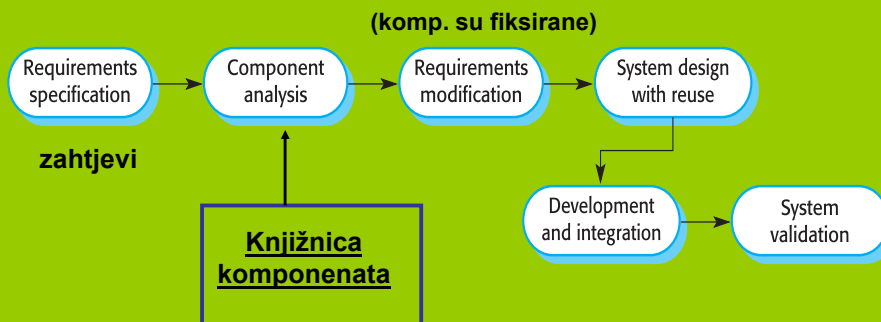 (komp. su fiksirane)
Requirements
specification
Component
analysis
Requirements
modification
System design
with reuse
zahtjevi
Development
and integration
System
validation
Knjižnica
komponenata